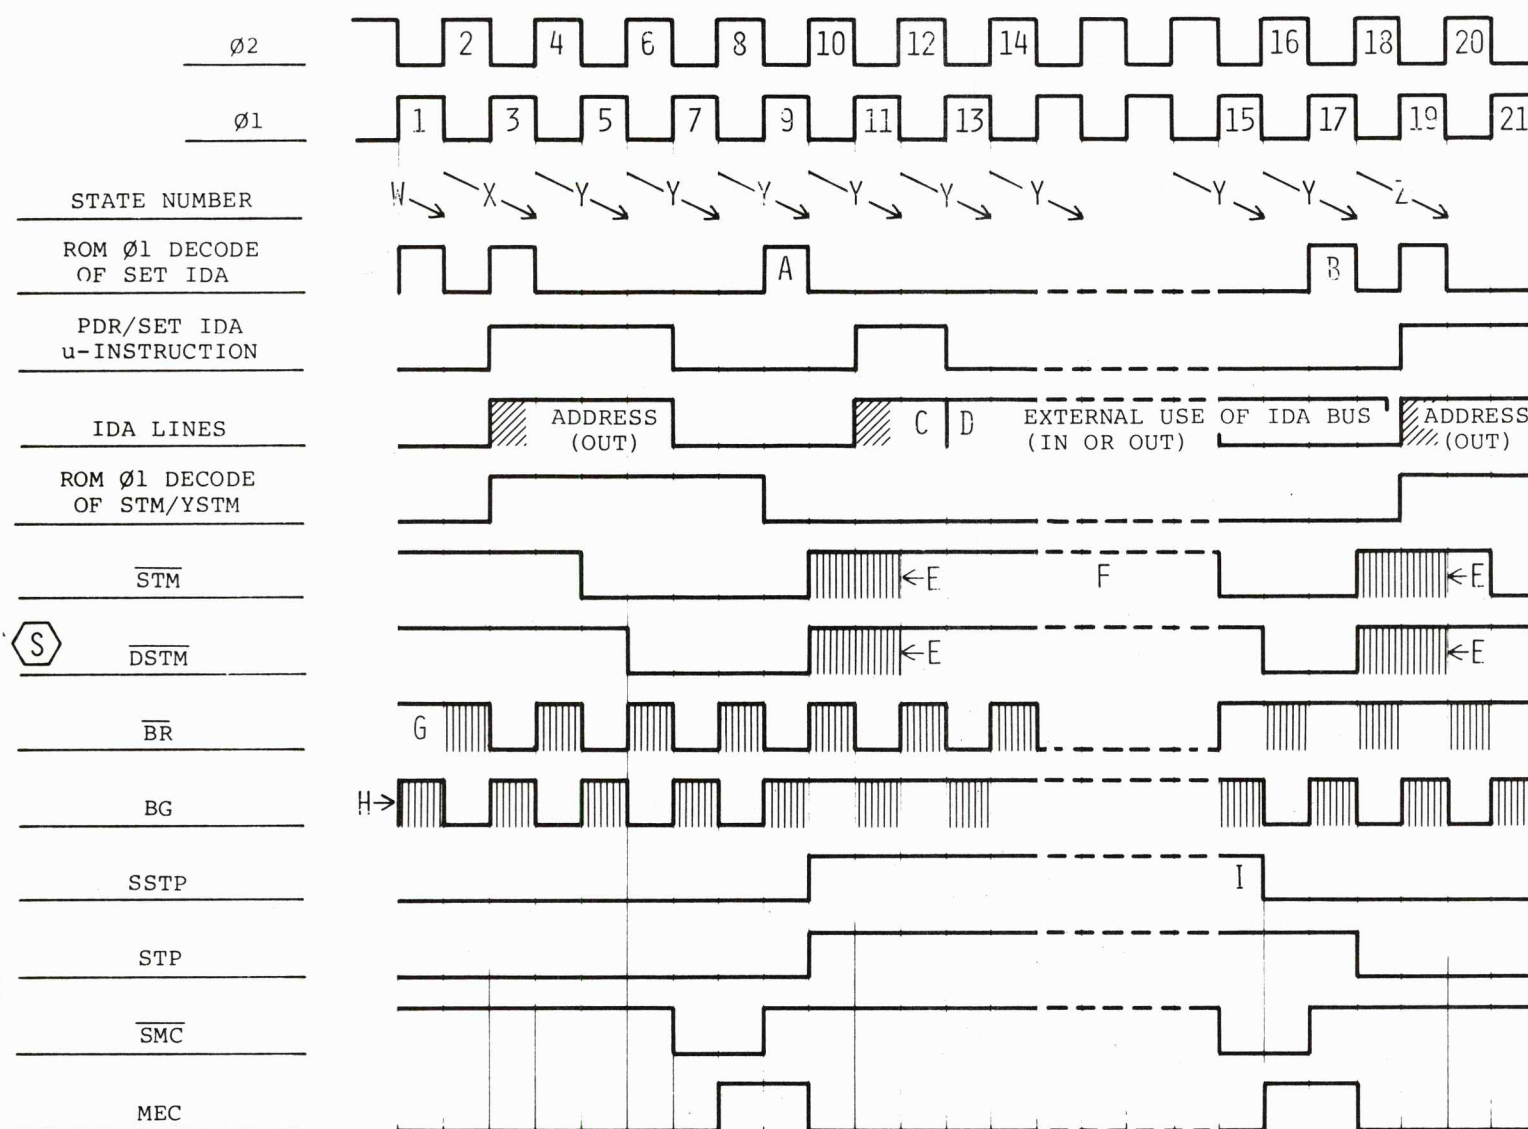 Ø2
2 4 6 8 10 12 14 16 18 20
Ø1
1 3 5 7 9 11 13 15 17 19 21
STATE NUMBER
W X Y Y Y Y Y Y Y Y Z
ROM Ø1 DECODE
OF SET IDA
A B
PDR/SET IDA
u-INSTRUCTION
IDA LINES
ADDRESS
(OUT)
C D
EXTERNAL USE OF IDA BUS
(IN OR OUT)
ADDRESS
(OUT)
ROM Ø1 DECODE
OF STM/YSTM
STM
←E F ←E
S
DSTM
←E ←E
BR
G
BG
H→
SSTP
I
STP
SMC
MEC